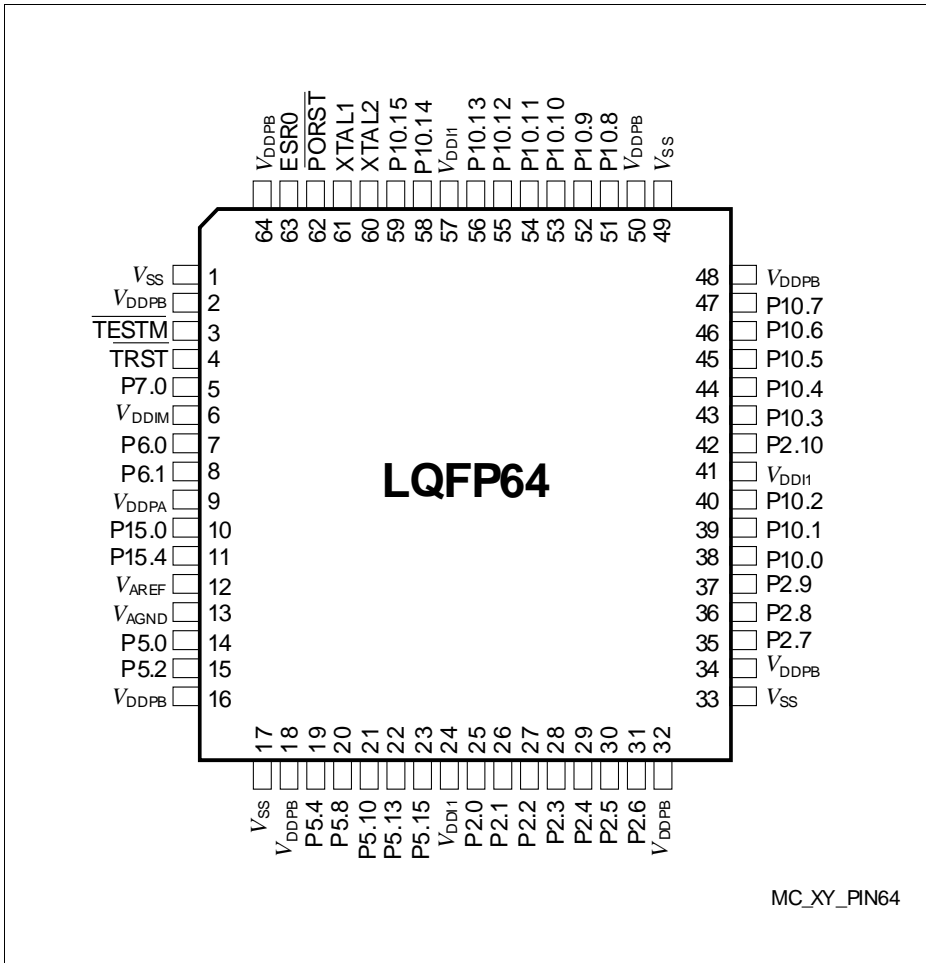 VDDPB
ESR0
PORST
XTAL1
XTAL2
P10.15
P10.14
VDDI1
P10.13
P10.12
P10.11
P10.10
P10.9
P10.8
VDDPB
VSS
64
63
62
61
60
59
58
57
56
55
54
53
52
51
50
49
VSS 1
VDDPB 2
TESTM 3
TRST 4
P7.0 5
VDDIM 6
P6.0 7
P6.1 8
VDDPA 9
P15.0 10
P15.4 11
VAREF 12
VAGND 13
P5.0 14
P5.2 15
VDDPB 16
LQFP64
48 VDDPB
47 P10.7
46 P10.6
45 P10.5
44 P10.4
43 P10.3
42 P2.10
41 VDDI1
40 P10.2
39 P10.1
38 P10.0
37 P2.9
36 P2.8
35 P2.7
34 VDDPB
33 VSS
17
18
19
20
21
22
23
24
25
26
27
28
29
30
31
32
VSS
VDDPB
P5.4
P5.8
P5.10
P5.13
P5.15
VDDI1
P2.0
P2.1
P2.2
P2.3
P2.4
P2.5
P2.6
VDDPB
MC_XY_PIN64